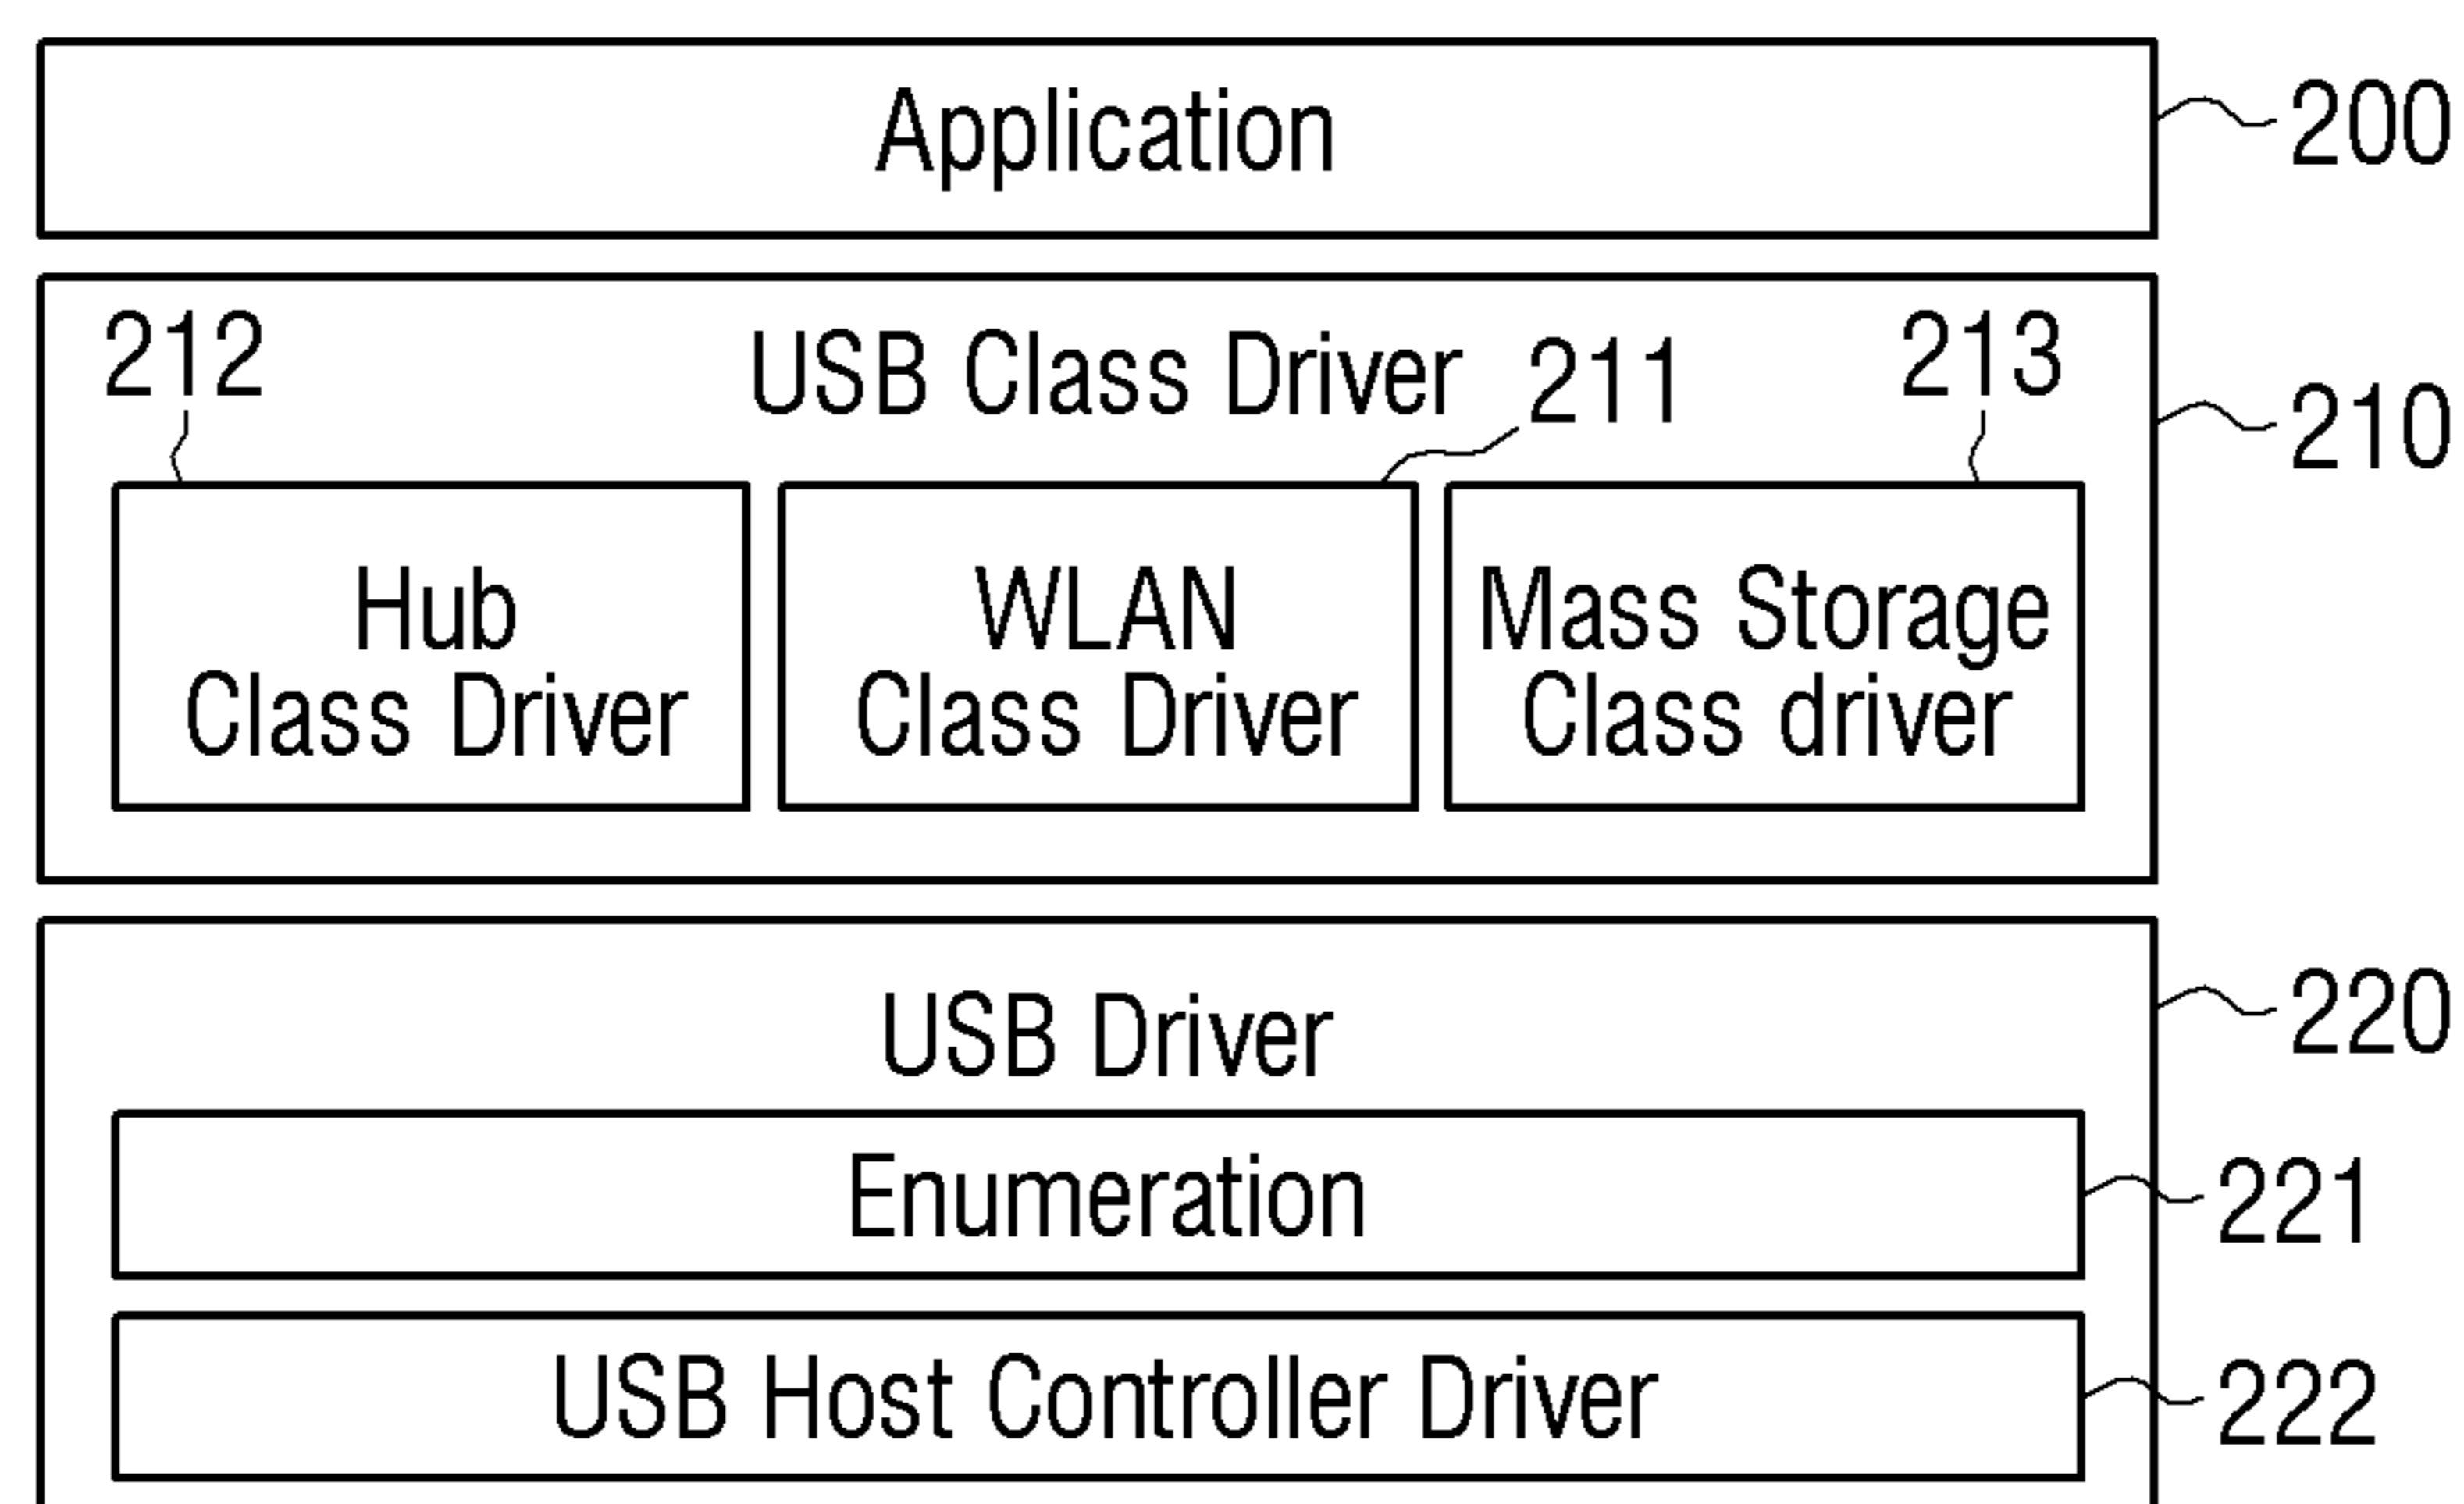 Application
200
212
USB Class Driver
211
213
210
Hub
Class Driver
WLAN
Class Driver
Mass Storage
Class driver
USB Driver
220
Enumeration
221
USB Host Controller Driver
222